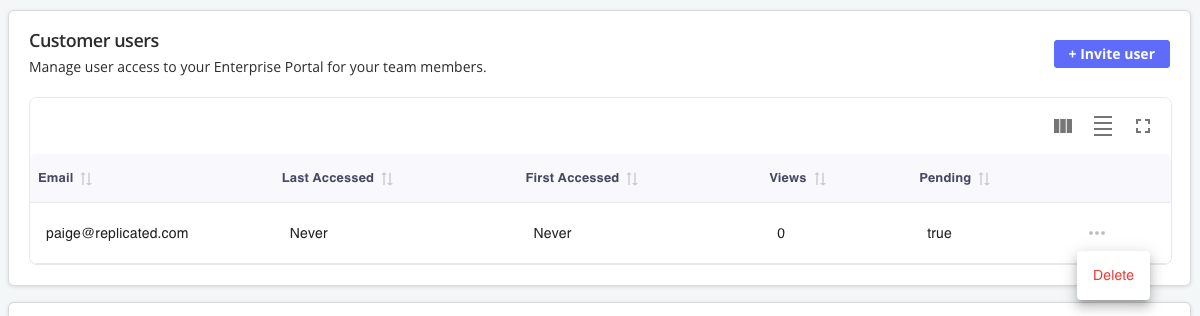 Customer users
Manage user access to your Enterprise Portal for your team members.
+ Invite user
Email Last Accessed First Accessed Views Pending
paige@replicated.com Never Never 0 true
Delete